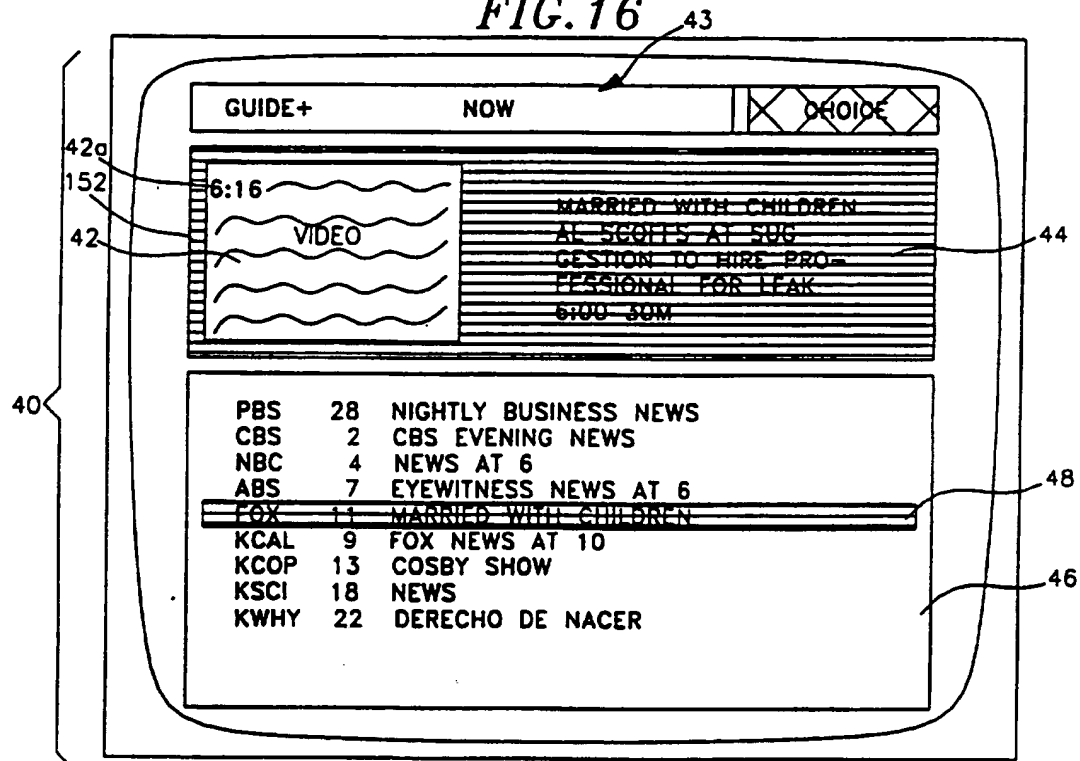 FIG. 16
43
GUIDE+ NOW CHOICE
42a
152
42
6:16
VIDEO
MARRIED WITH CHILDREN
AL SCOFFS AT SUG
GESTION TO HIRE PRO-
FESSIONAL FOR LEAK
6:00 30M
44
40
PBS 28 NIGHTLY BUSINESS NEWS
CBS 2 CBS EVENING NEWS
NBC 4 NEWS AT 6
ABS 7 EYEWITNESS NEWS AT 6
FOX 11 MARRIED WITH CHILDREN
KCAL 9 FOX NEWS AT 10
KCOP 13 COSBY SHOW
KSCI 18 NEWS
KWHY 22 DERECHO DE NACER
48
46